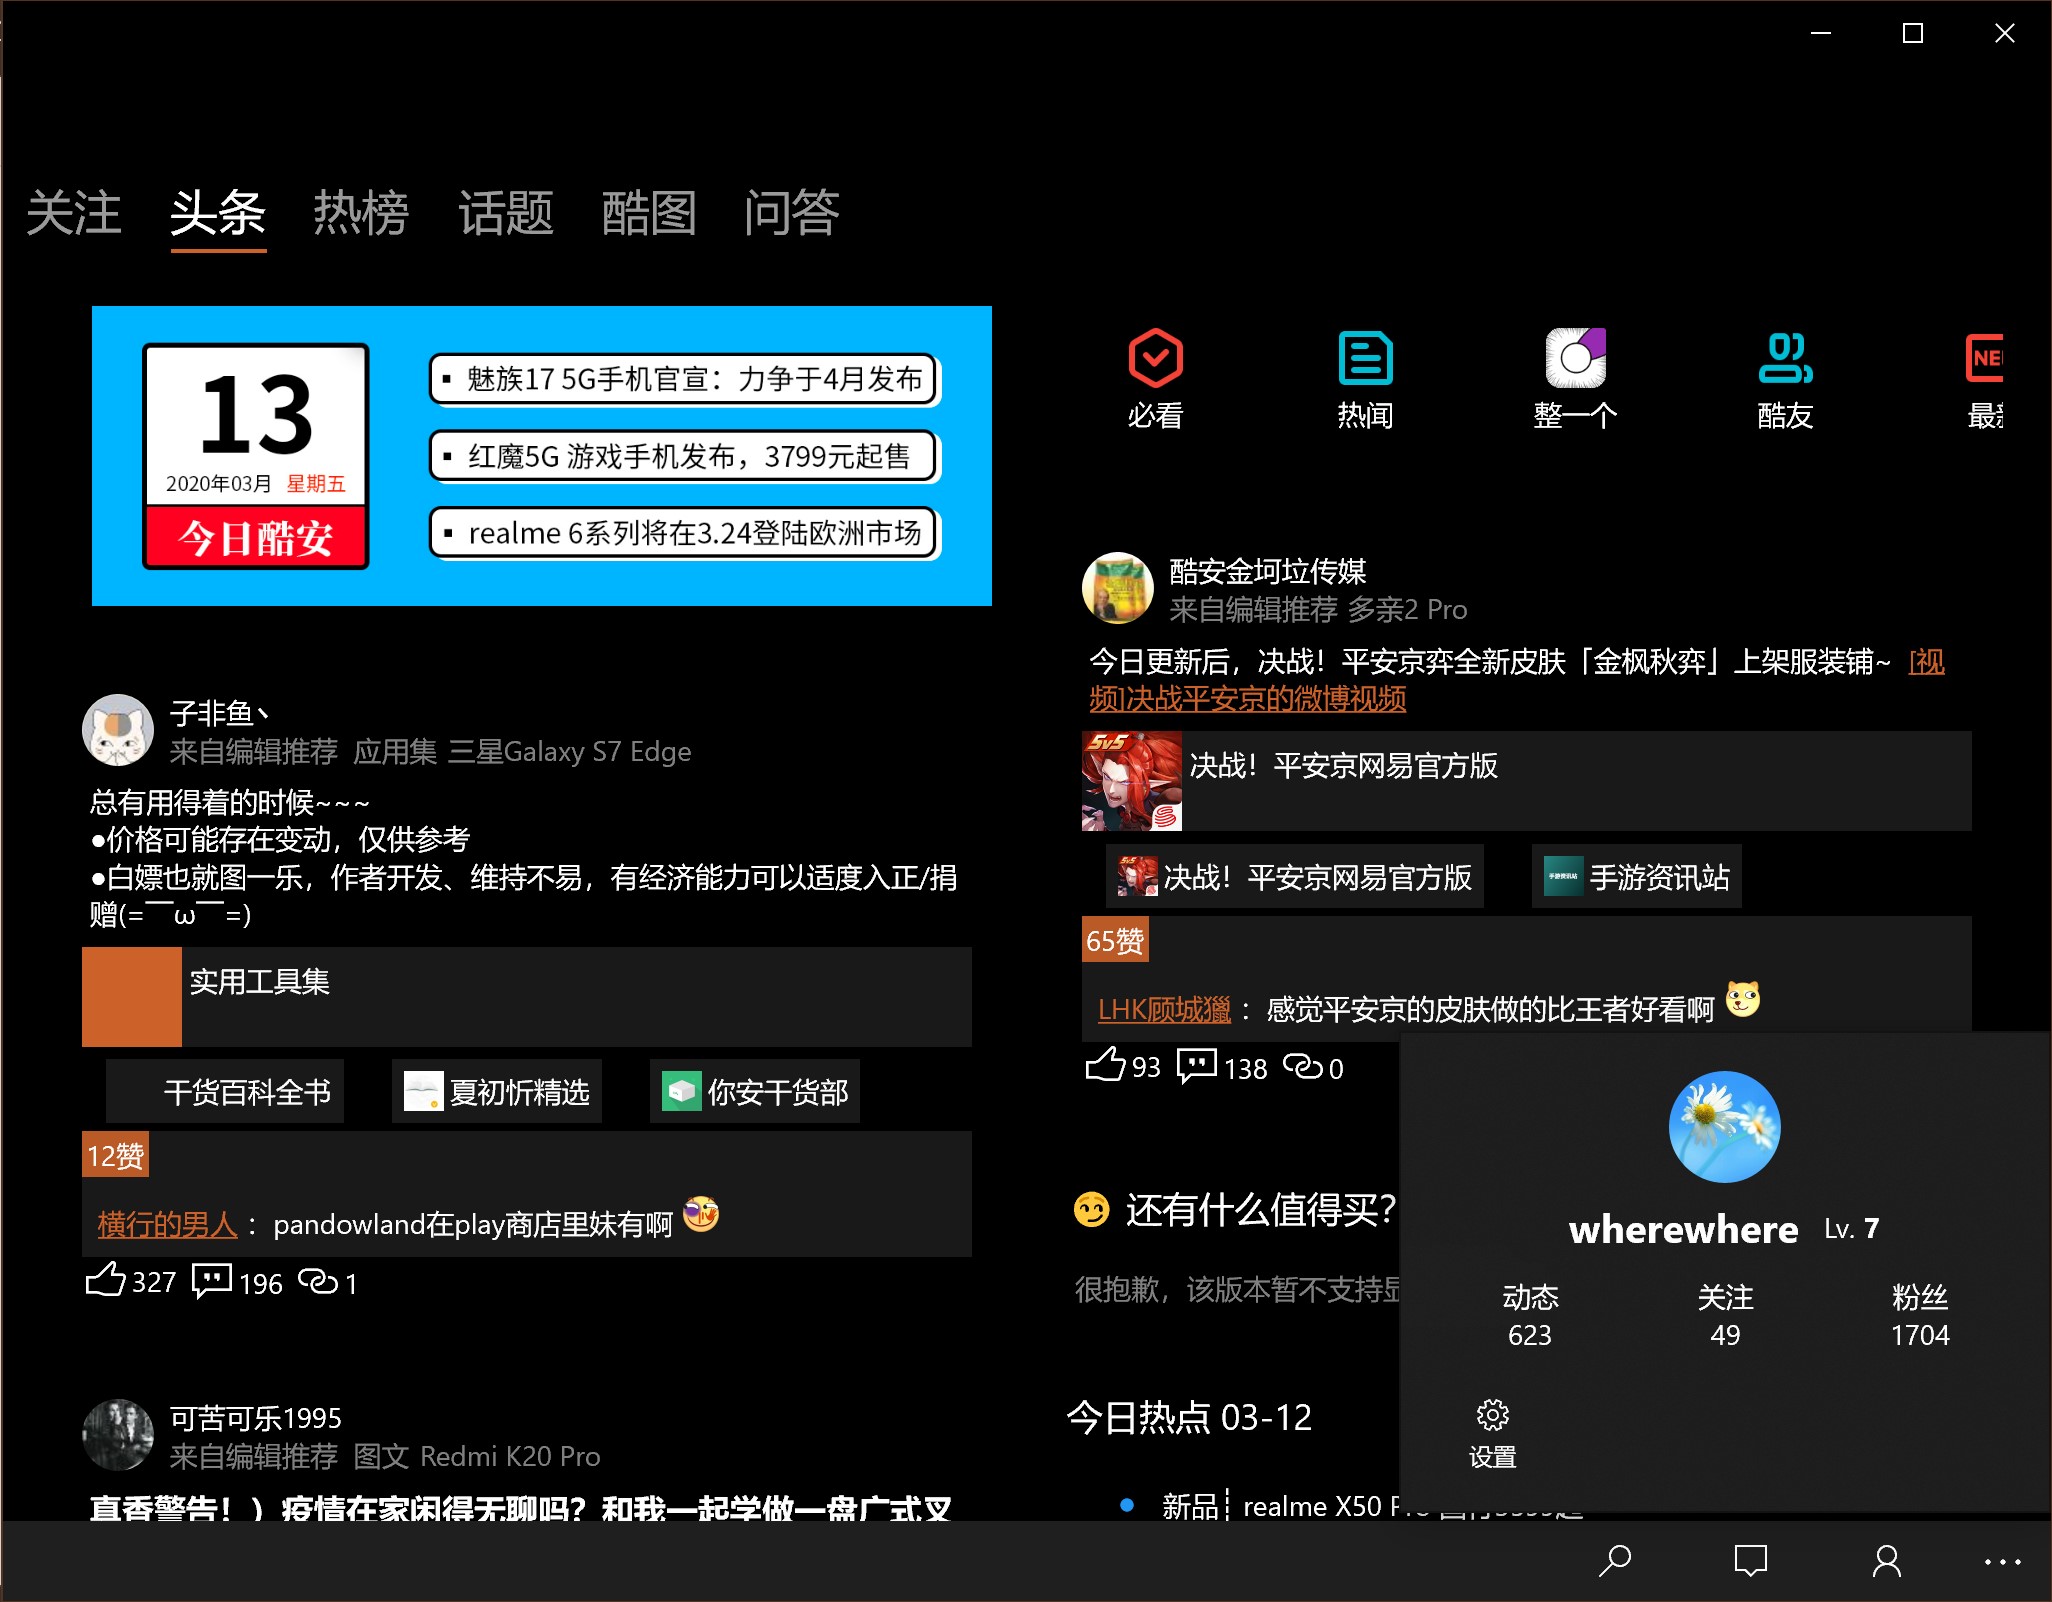 关注 头条 热榜 话题 酷图 问答
13
2020年03月 星期五
今日酷安
▪ 魅族17 5G手机官宣：力争于4月发布
▪ 红魔5G 游戏手机发布，3799元起售
▪ realme 6系列将在3.24登陆欧洲市场
必看 热闻 整一个 酷友
NE
子非鱼丶
来自编辑推荐 应用集 三星Galaxy S7 Edge
总有用得着的时候~~~
●价格可能存在变动，仅供参考
●白嫖也就图一乐，作者开发、维持不易，有经济能力可以适度入正/捐
赠(=￣ω￣=)
实用工具集
干货百科全书 夏初忻精选 你安干货部
12赞
横行的男人： pandowland在play商店里妹有啊
327 196 1
可苦可乐1995
来自编辑推荐 图文 Redmi K20 Pro
真香警告！）疫情在家闲得无聊吗？和我一起学做一盘广式叉
酷安金坷垃传媒
来自编辑推荐 多亲2 Pro
今日更新后，决战！平安京弈全新皮肤「金枫秋弈」上架服装铺~ [视
频]决战平安京的微博视频
5v5
决战！平安京网易官方版
5v5
决战！平安京网易官方版
手游资讯站 手游资讯站
65赞
LHK顾城玁： 感觉平安京的皮肤做的比王者好看啊
93 138 0
还有什么值得买？
很抱歉，该版本暂不支持
今日热点 03-12
新品┆realme X50
wherewhere Lv. 7
动态 关注 粉丝
623 49 1704
设置